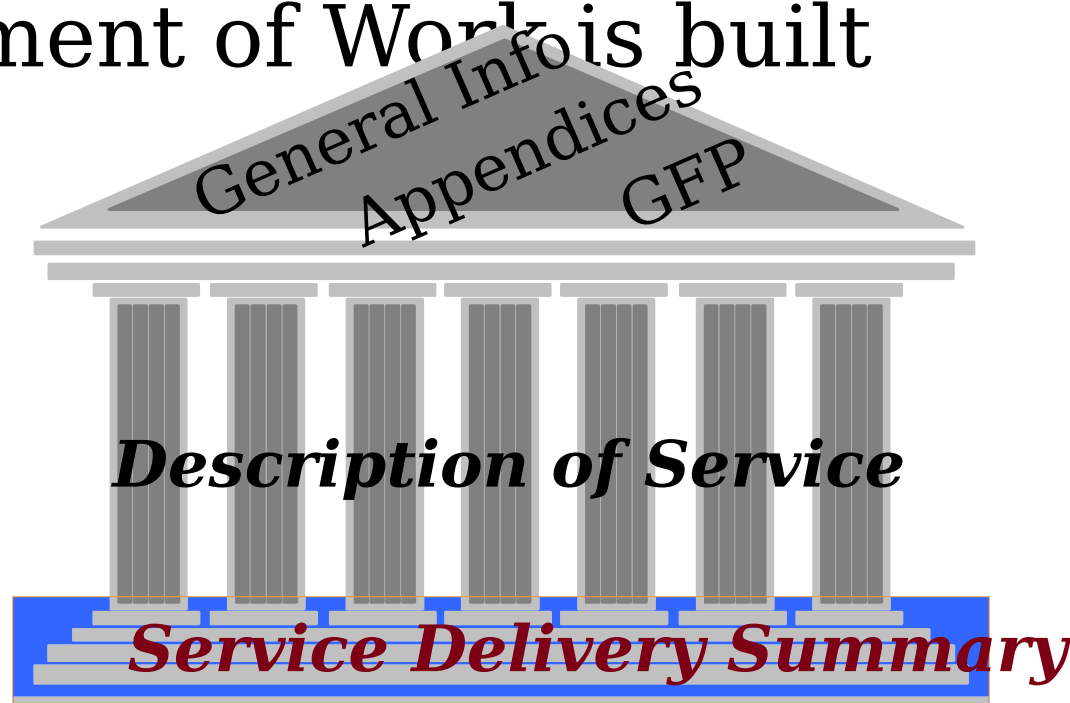 ment of Work is built
General Info
Appendices
GFP
Description of Service
Service Delivery Summary